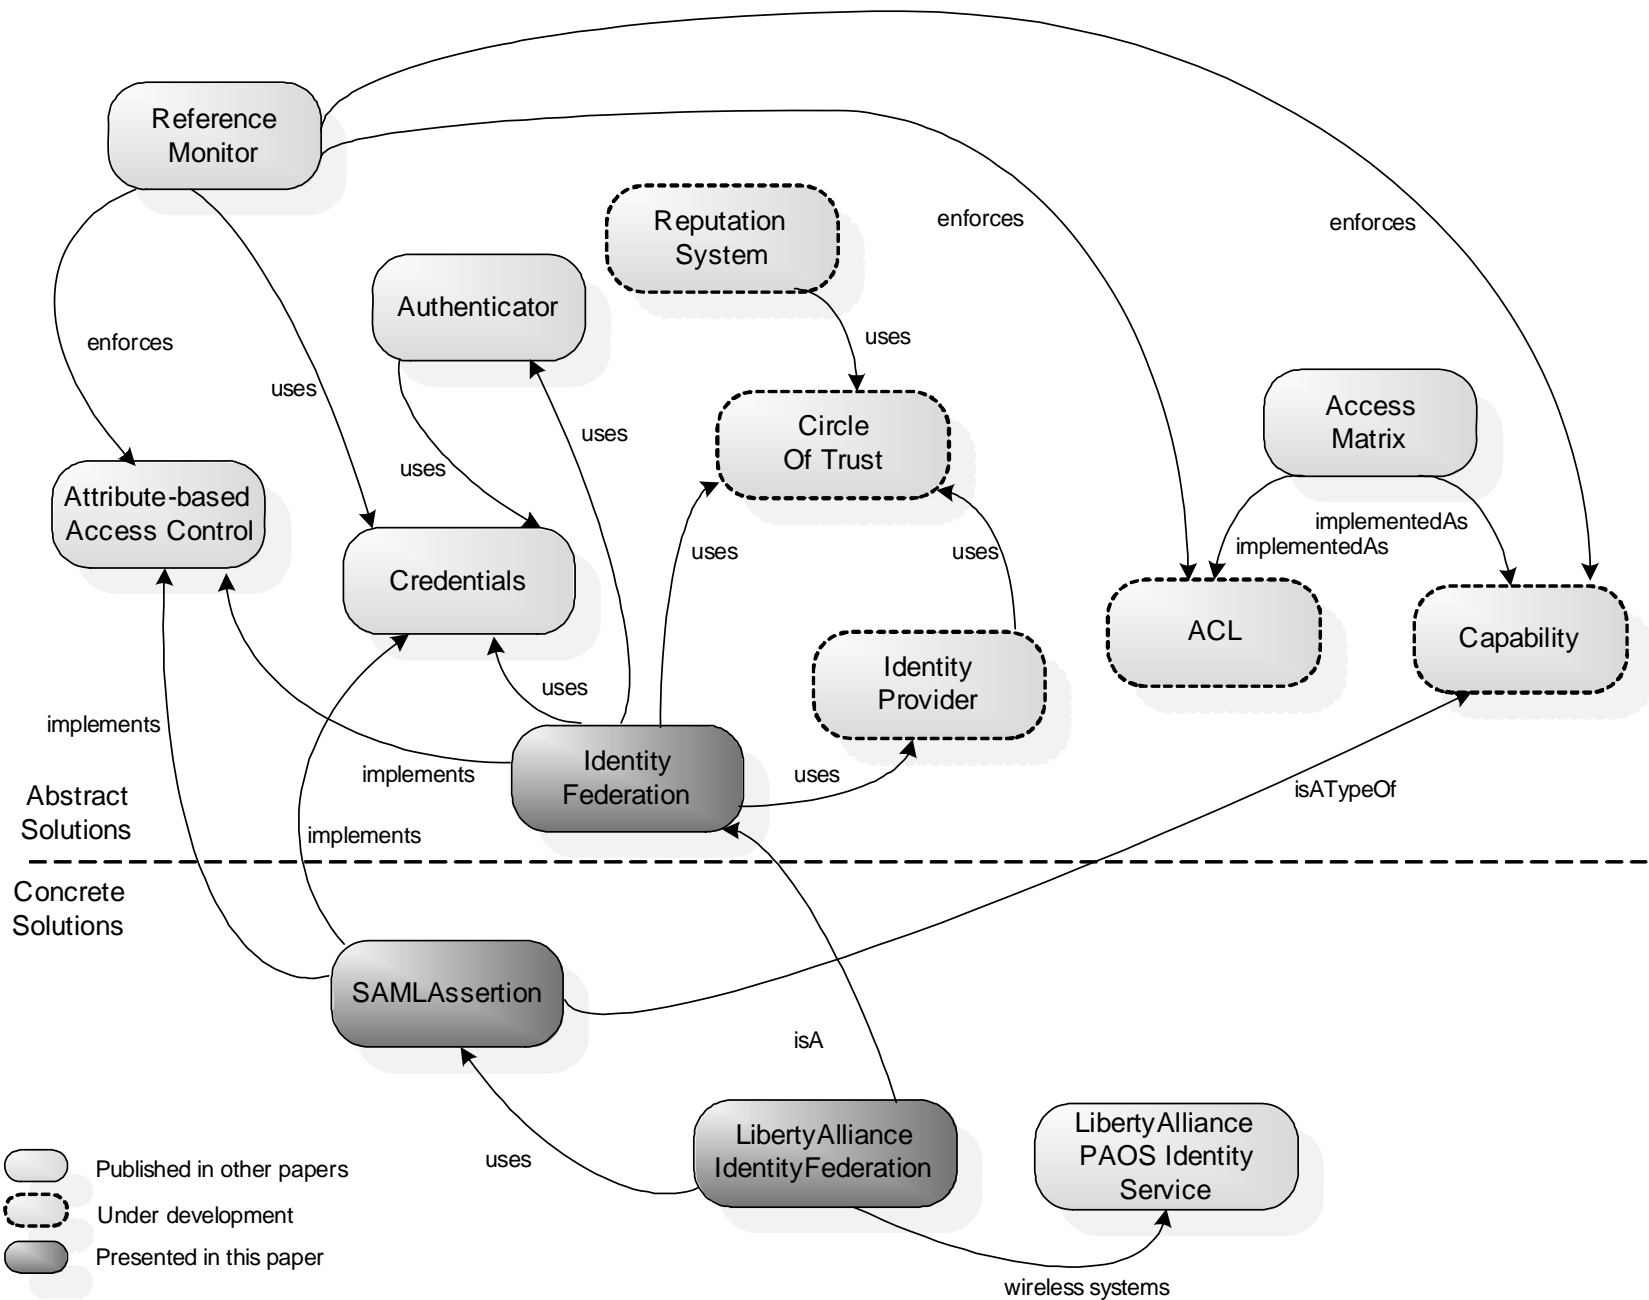 Reference
Monitor
Reputation
System
enforces
enforces
Authenticator
uses
enforces
uses
Access
Matrix
Circle
Of Trust
uses
uses
Attribute-based
Access Control
implementedAs
implementedAs
uses
uses
Credentials
ACL
Capability
Identity
Provider
uses
implements
Identity
Federation
implements
uses
isATypeOf
Abstract
Solutions
implements
Concrete
Solutions
SAMLAssertion
isA
LibertyAlliance
IdentityFederation
LibertyAlliance
PAOS Identity
Service
uses
Published in other papers
Under development
Presented in this paper
wireless systems